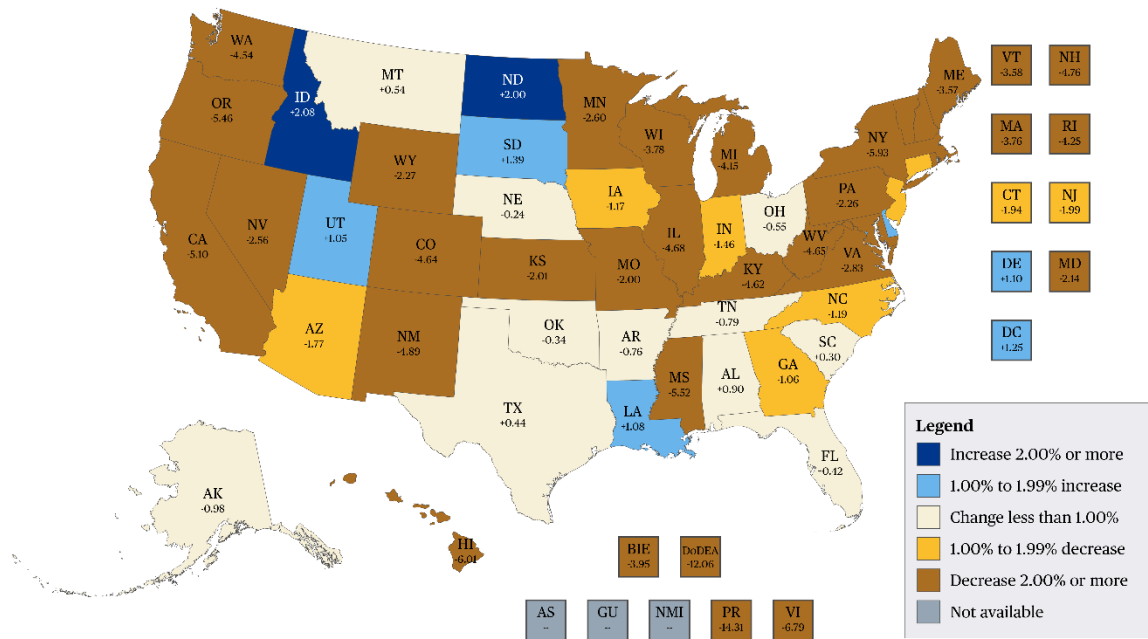 WA
-4.54
MT
+0.54
ND
+2.00
MN
-2.60
ME
-3.57
VT
-3.58
NH
-4.76
OR
-5.46
ID
+2.08
SD
+1.39
WI
-3.78
MI
-4.15
NY
-5.93
MA
-3.76
RI
-4.25
WY
-2.27
NE
-0.24
IA
-1.17
PA
-2.26
CT
-1.94
NJ
-1.99
CA
-5.10
NV
-2.56
UT
+1.05
CO
-4.64
KS
-2.01
MO
-2.00
IL
-4.68
IN
-1.46
OH
-0.55
WV
-4.65
VA
-2.83
KY
-4.62
DE
+1.10
MD
-2.14
AZ
-1.77
NM
-4.89
OK
-0.34
AR
-0.76
TN
-0.79
NC
-1.19
SC
+0.30
DC
+1.25
TX
+0.44
LA
+1.08
MS
-5.52
AL
+0.90
GA
-1.06
FL
-0.42
AK
-0.98
HI
-6.01
BIE
-3.95
DoDEA
-12.06
AS
--
GU
--
NMI
--
PR
-14.31
VI
-6.79
Legend
Increase 2.00% or more
1.00% to 1.99% increase
Change less than 1.00%
1.00% to 1.99% decrease
Decrease 2.00% or more
Not available